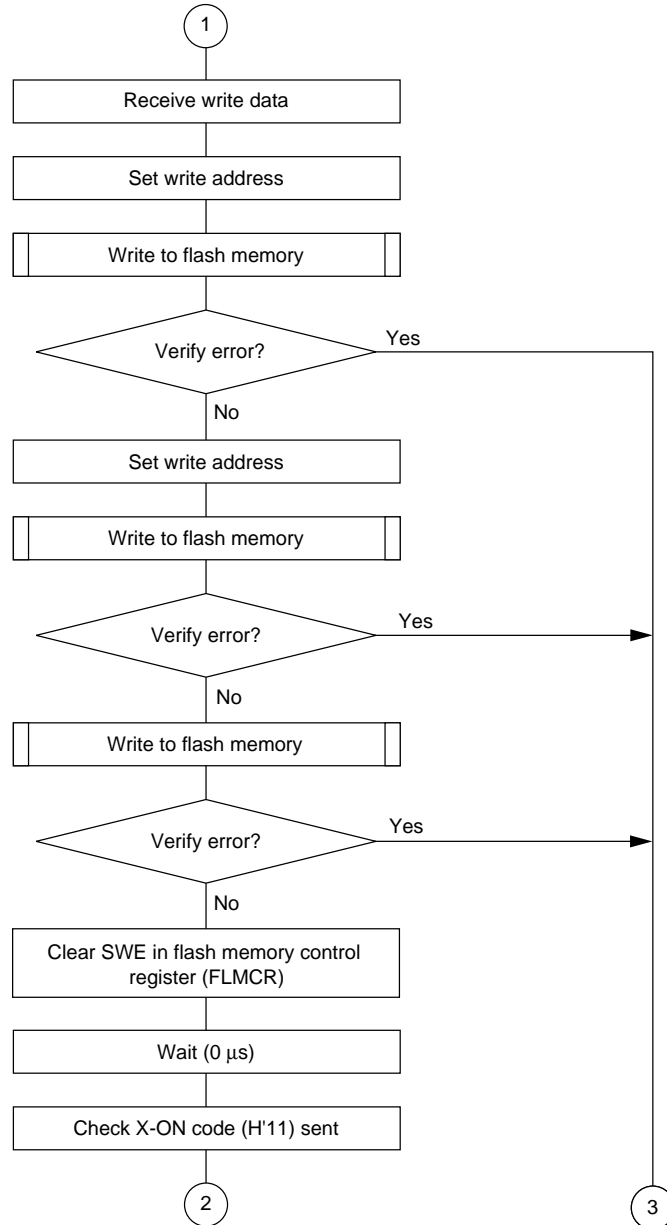 1
Receive write data
Set write address
Write to flash memory
Verify error?
Yes
No
Set write address
Write to flash memory
Verify error?
Yes
No
Write to flash memory
Verify error?
Yes
No
Clear SWE in flash memory control
register (FLMCR)
Wait (0 μs)
Check X-ON code (H'11) sent
2
3